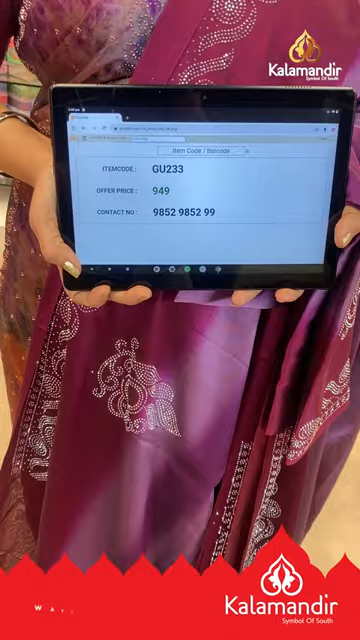 Kalamandir
Symbol Of South
Item Code / Barcode
ITEMCODE : GU233
OFFER PRICE : 949
CONTACT NO : 9852 9852 99
Kalamandir
Symbol Of South